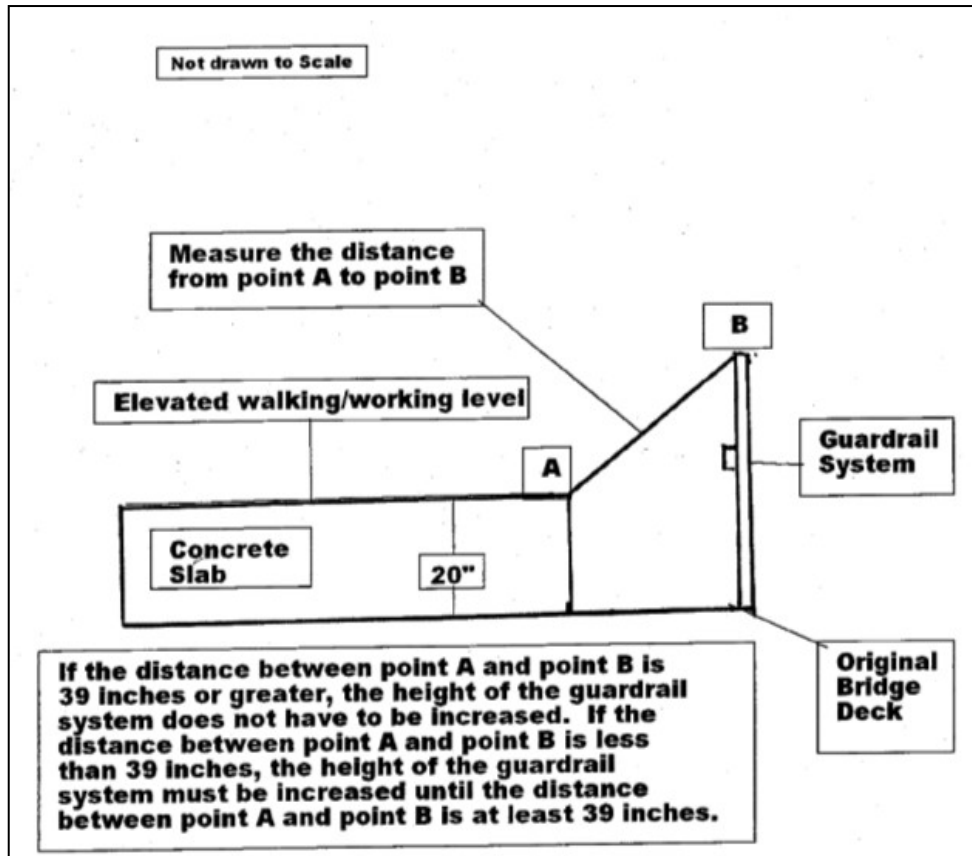 Not drawn to Scale
Measure the distance
from point A to point B
B
Elevated walking/working level
A
Guardrail
System
Concrete
Slab
20"
Original
Bridge
Deck
If the distance between point A and point B is
39 inches or greater, the height of the guardrail
system does not have to be increased. If the
distance between point A and point B is less
than 39 inches, the height of the guardrail
system must be increased until the distance
between point A and point B is at least 39 inches.